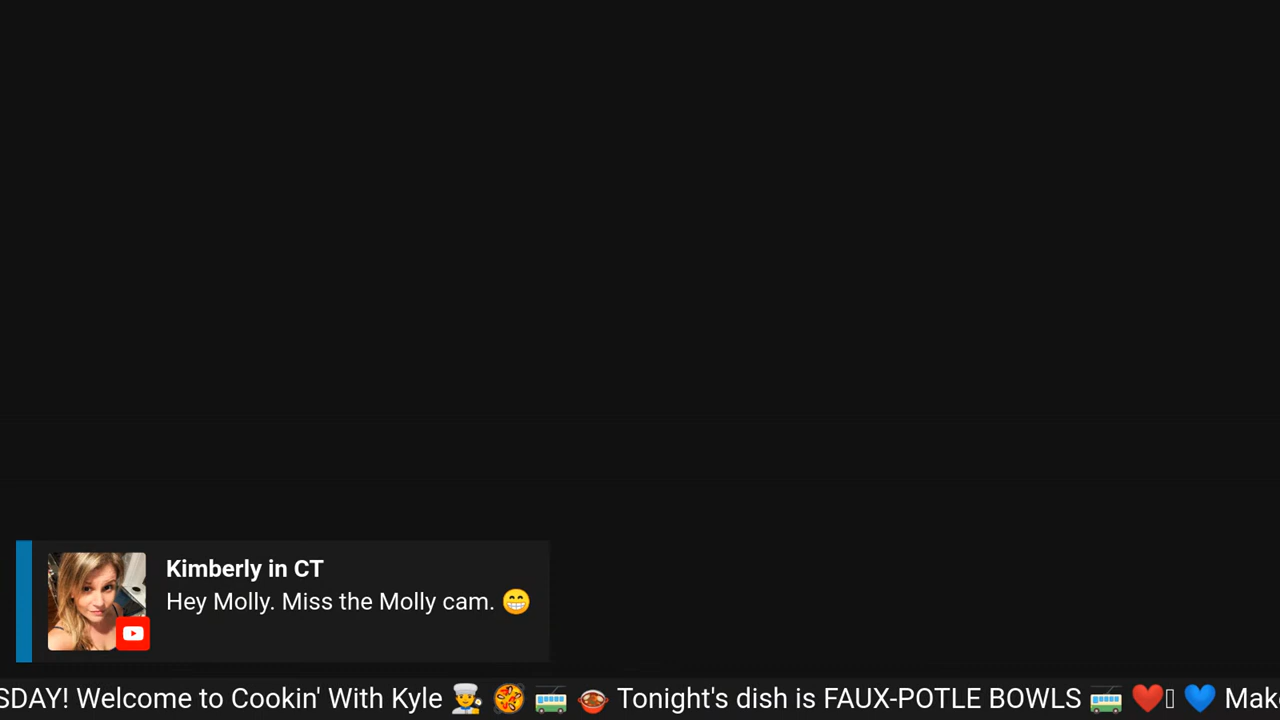 Kimberly in CT
Hey Molly. Miss the Molly cam. 😁
SDAY! Welcome to Cookin' With Kyle 👨‍🍳 🥘 🚎 🍲 Tonight's dish is FAUX-POTLE BOWLS 🚎 ❤️ 💙 Mak